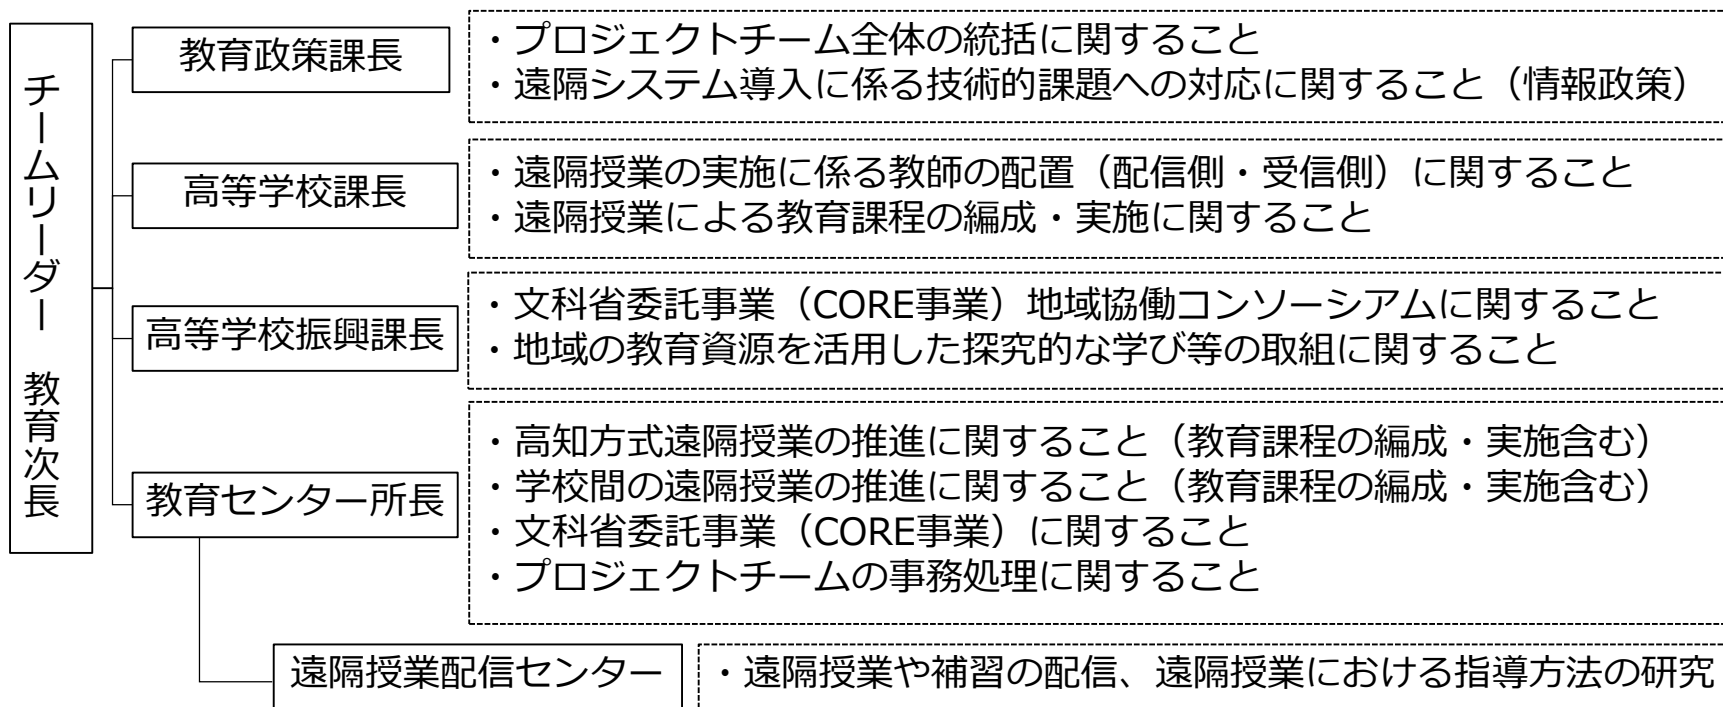 チームリーダー　教育次長
教育政策課長
・プロジェクトチーム全体の統括に関すること
・遠隔システム導入に係る技術的課題への対応に関すること（情報政策）
高等学校課長
・遠隔授業の実施に係る教師の配置（配信側・受信側）に関すること
・遠隔授業による教育課程の編成・実施に関すること
高等学校振興課長
・文科省委託事業（CORE事業）地域協働コンソーシアムに関すること
・地域の教育資源を活用した探究的な学び等の取組に関すること
教育センター所長
・高知方式遠隔授業の推進に関すること（教育課程の編成・実施含む）
・学校間の遠隔授業の推進に関すること（教育課程の編成・実施含む）
・文科省委託事業（CORE事業）に関すること
・プロジェクトチームの事務処理に関すること
遠隔授業配信センター
・遠隔授業や補習の配信、遠隔授業における指導方法の研究